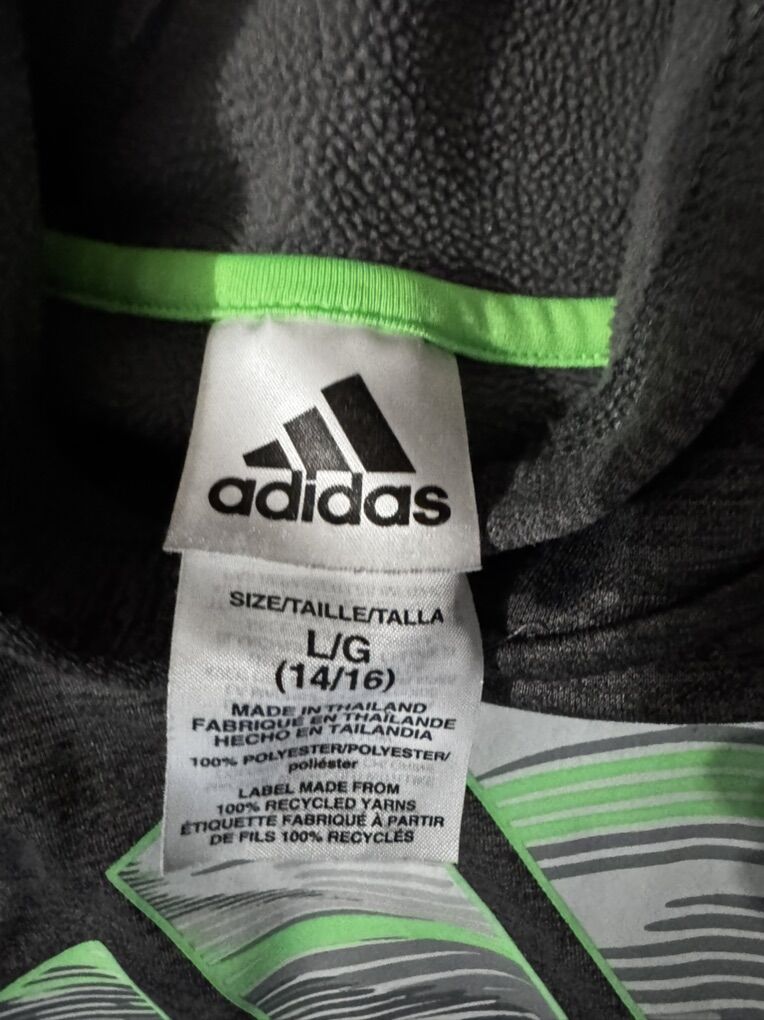 adidas
SIZE/TAILLE/TALLA
L/G
(14/16)
MADE IN THAILAND
FABRIQUÉ EN THAÏLANDE
HECHO EN TAILANDIA
100% POLYESTER/POLYESTER/
poliéster
LABEL MADE FROM
100% RECYCLED YARNS
ÉTIQUETTE FABRIQUÉ À PARTIR
DE FILS 100% RECYCLÉS